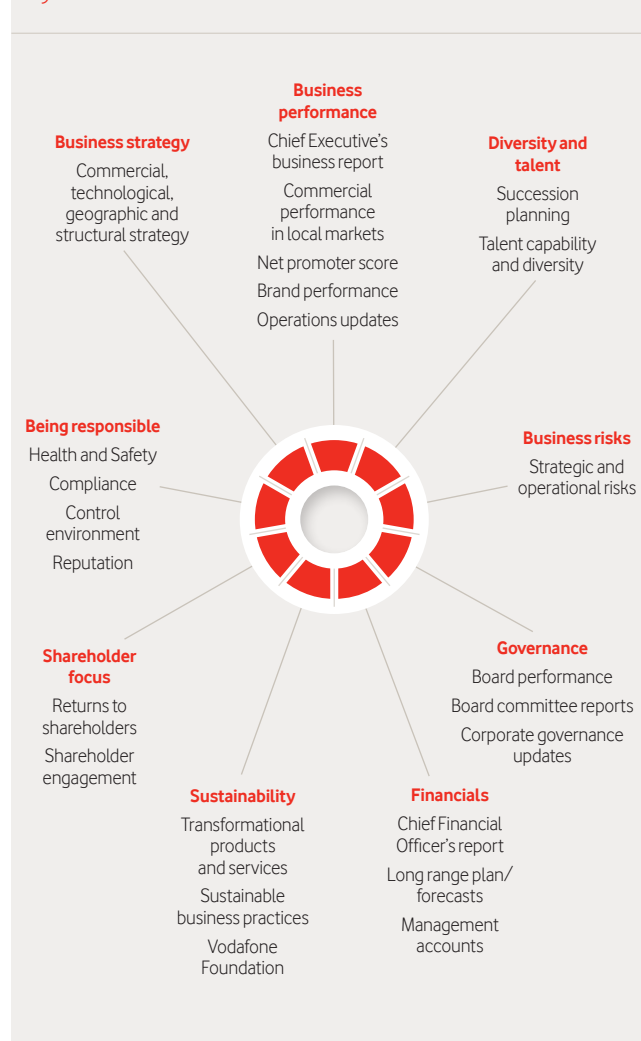 Business
performance
Chief Executive’s
business report
Commercial
performance
in local markets
Net promoter score
Brand performance
Operations updates
Diversity and
talent
Succession
planning
Talent capability
and diversity
Business risks
Strategic and
operational risks
Governance
Board performance
Board committee reports
Corporate governance
updates
Financials
Chief Financial
Officer’s report
Long range plan/
forecasts
Management
accounts
Sustainability
Transformational
products
and services
Sustainable
business practices
Vodafone
Foundation
Shareholder
focus
Returns to
shareholders
Shareholder
engagement
Being responsible
Health and Safety
Compliance
Control
environment
Reputation
Business strategy
Commercial,
technological,
geographic and
structural strategy